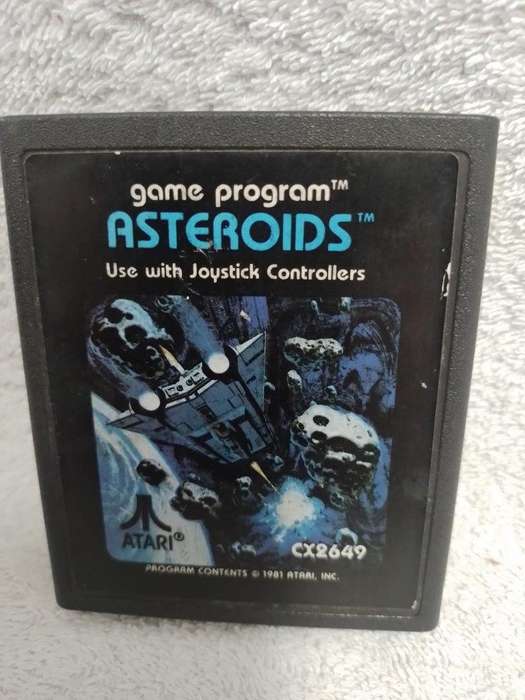 game program™
ASTEROIDS™
Use with Joystick Controllers
ATARI®
CX2649
PROGRAM CONTENTS © 1981 ATARI, INC.